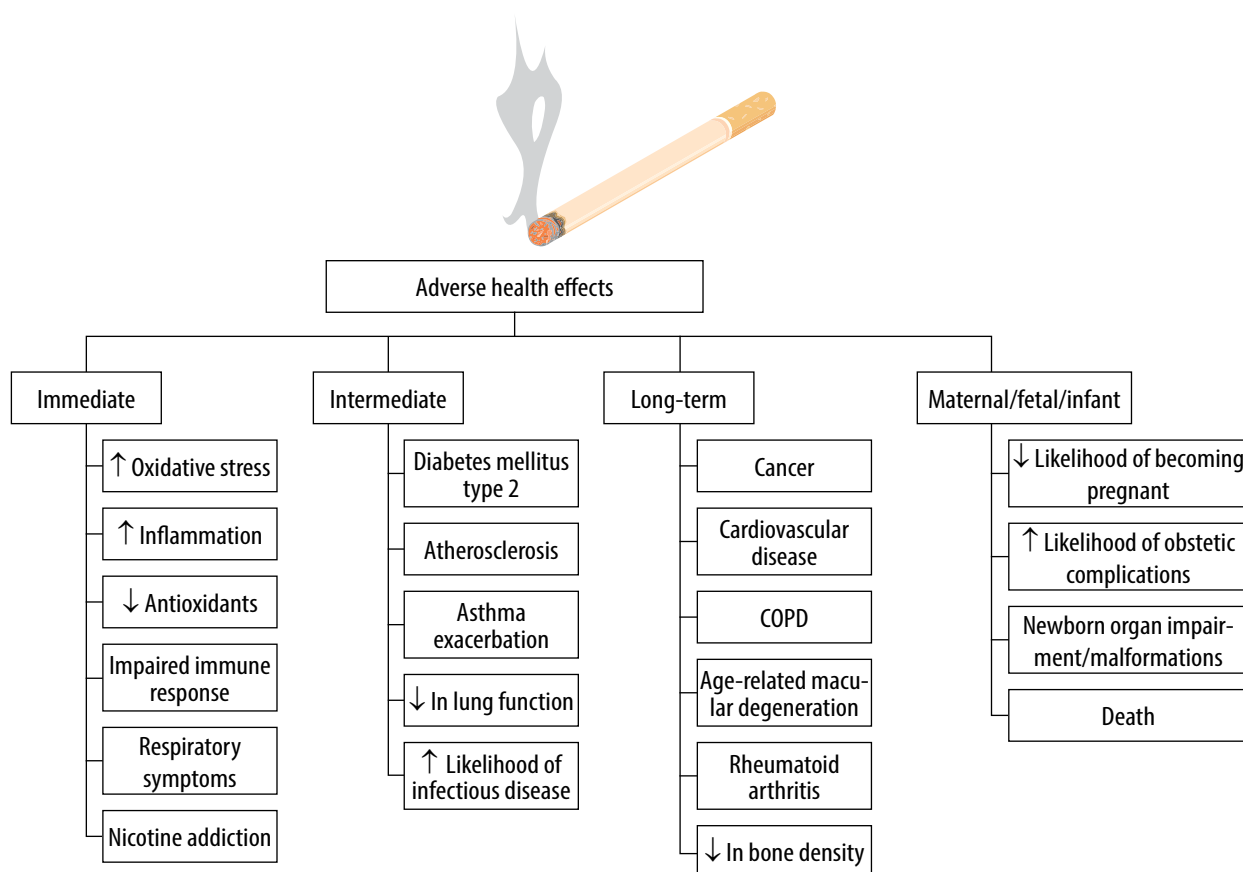 Adverse health effects
Immediate
↑ Oxidative stress
↑ Inflammation
↓ Antioxidants
Impaired immune
response
Respiratory
symptoms
Nicotine addiction
Intermediate
Diabetes mellitus
type 2
Atherosclerosis
Asthma
exacerbation
↓ In lung function
↑ Likelihood of
infectious disease
Long-term
Cancer
Cardiovascular
disease
COPD
Age-related macu-
lar degeneration
Rheumatoid
arthritis
↓ In bone density
Maternal/fetal/infant
↓ Likelihood of becoming
pregnant
↑ Likelihood of obstetic
complications
Newborn organ impair-
ment/malformations
Death